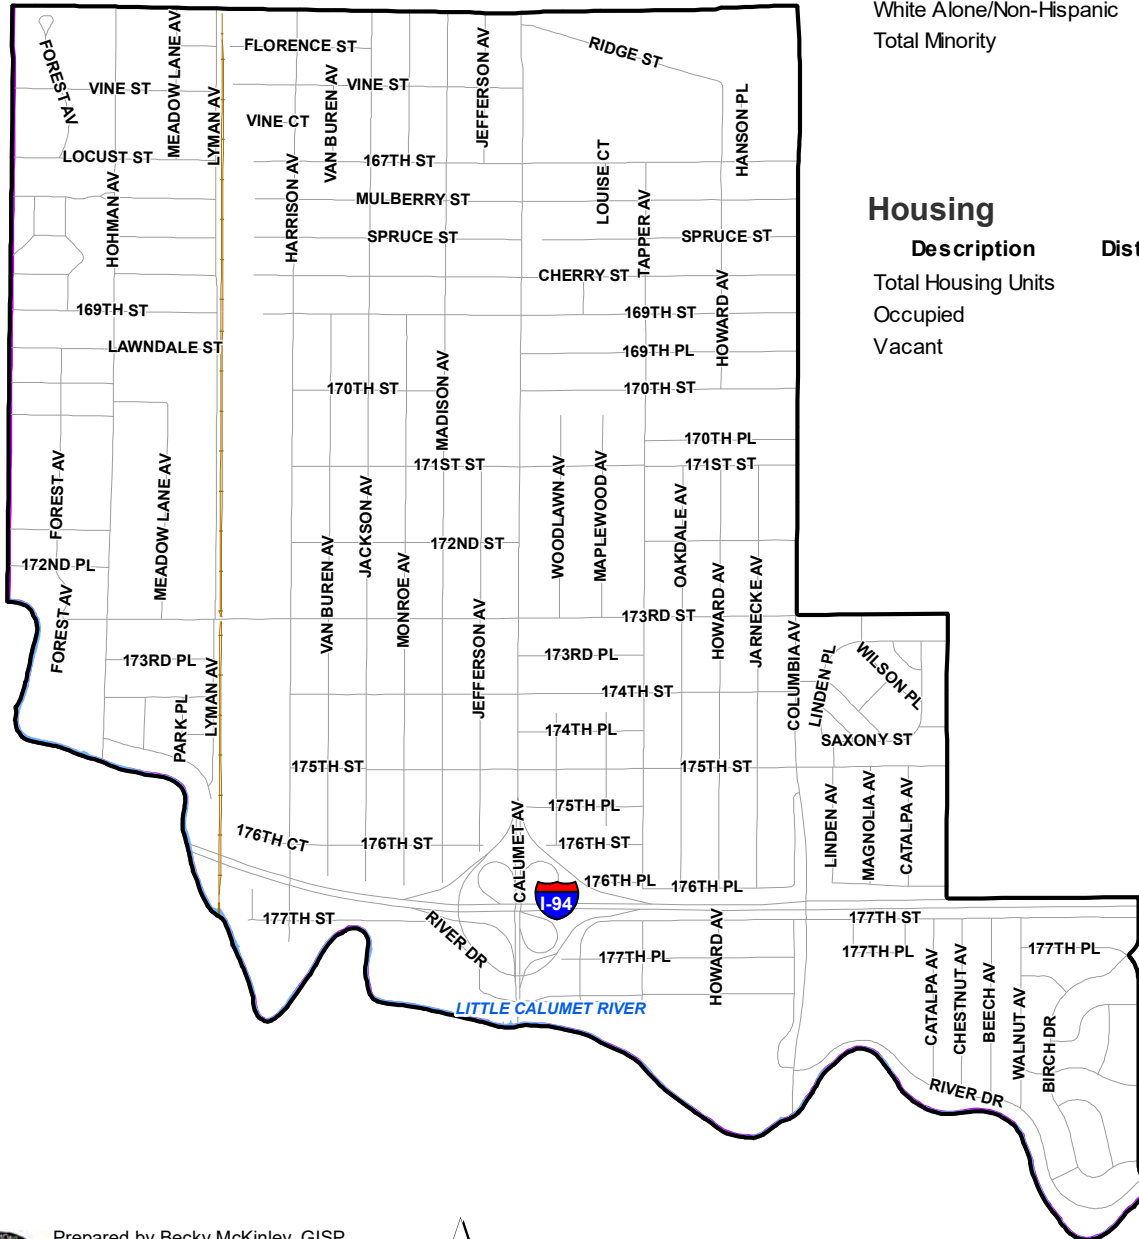 White Alone/Non-Hispanic
Total Minority
Housing
Description Dist
Total Housing Units
Occupied
Vacant
FOREST AV
MEADOW LANE AV
LYMAN AV
FLORENCE ST
VINE ST
VAN BUREN AV
VINE ST
JEFFERSON AV
RIDGE ST
HANSON PL
VINE CT
LOCUST ST
167TH ST
HOHMAN AV
HARRISON AV
LOUISE CT
MULBERRY ST
TAPPER AV
SPRUCE ST
SPRUCE ST
CHERRY ST
169TH ST
169TH ST
HOWARD AV
LAWNDALE ST
169TH PL
MADISON AV
170TH ST
170TH ST
170TH PL
171ST ST
171ST ST
FOREST AV
MEADOW LANE AV
JACKSON AV
WOODLAWN AV
MAPLEWOOD AV
OAKDALE AV
172ND ST
172ND PL
VAN BUREN AV
MONROE AV
HOWARD AV
JARNECKE AV
FOREST AV
JEFFERSON AV
173RD ST
173RD PL
173RD PL
COLUMBIA AV
LINDEN PL
WILSON PL
LYMAN AV
174TH ST
PARK PL
174TH PL
SAXONY ST
175TH ST
175TH ST
LINDEN AV
MAGNOLIA AV
CATALPA AV
175TH PL
CALUMET AV
176TH CT
176TH ST
176TH ST
176TH PL
176TH PL
I-94
177TH ST
RIVER DR
HOWARD AV
177TH ST
177TH PL
177TH PL
177TH PL
CATALPA AV
CHESTNUT AV
BEECH AV
WALNUT AV
BIRCH DR
LITTLE CALUMET RIVER
RIVER DR
Prepared by Becky McKinley, GISP